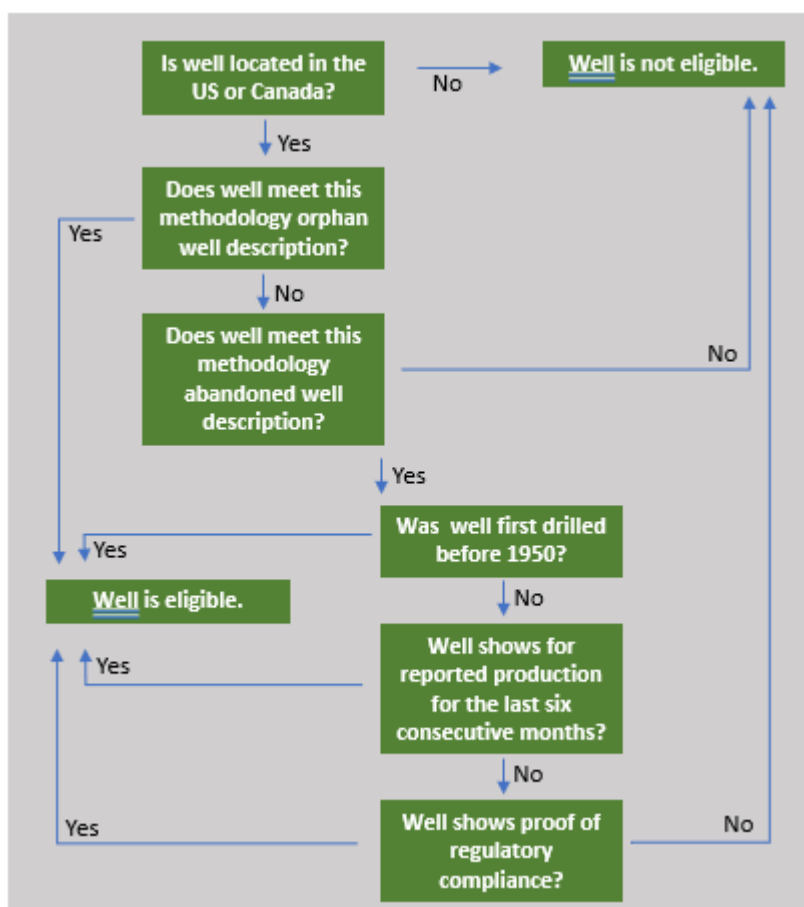 Is well located in the
US or Canada?
No
Well is not eligible.
Yes
Does well meet this
methodology orphan
well description?
Yes
No
Does well meet this
methodology
abandoned well
description?
No
Yes
Was well first drilled
before 1950?
Yes
Well is eligible.
No
Well shows for
reported production
for the last six
consecutive months?
Yes
No
Well shows proof of
regulatory
compliance?
Yes
No